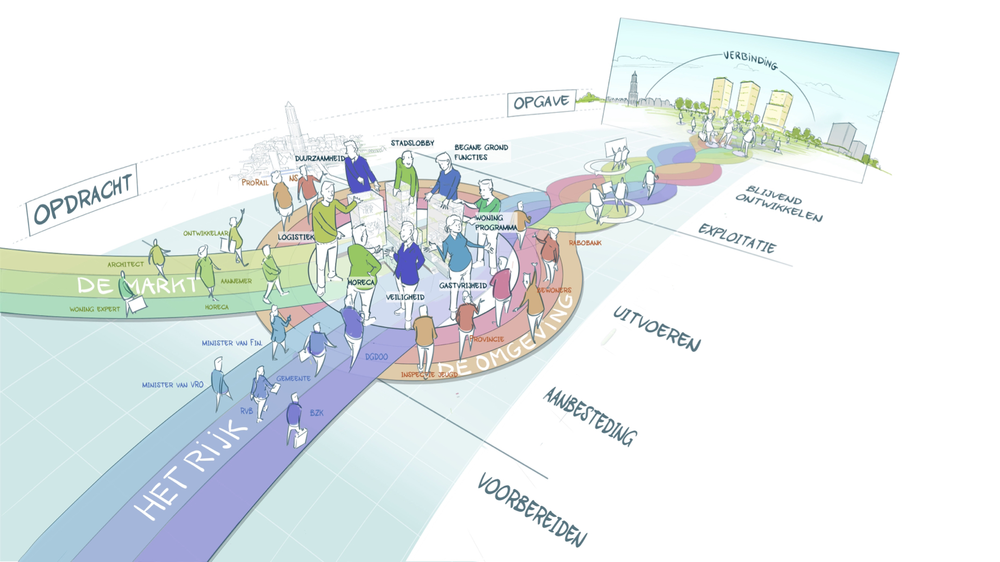 VERBINDING
OPGAVE
OPDRACHT
STADSLOBBY
BEGANE GROND
FUNCTIES
DUURZAAMHEID
PRORAIL
NS
WONING
PROGRAMMA
LOGISTIEK
ONTWIKKELAAR
ARCHITECT
DE MARKT
AANNEMER
WONING EXPERT
HORECA
HORECA
VEILIGHEID
GASTVRIJHEID
RABOBANK
BEWONERS
PROVINCIE
INSPECTIE JEUGD
DE OMGEVING
MINISTER VAN FIN.
DGDOO
GEMEENTE
MINISTER VAN VRO
RVB
BZK
HET RIJK
BLIJVEND
ONTWIKKELEN
EXPLOITATIE
UITVOEREN
AANBESTEDING
VOORBEREIDEN